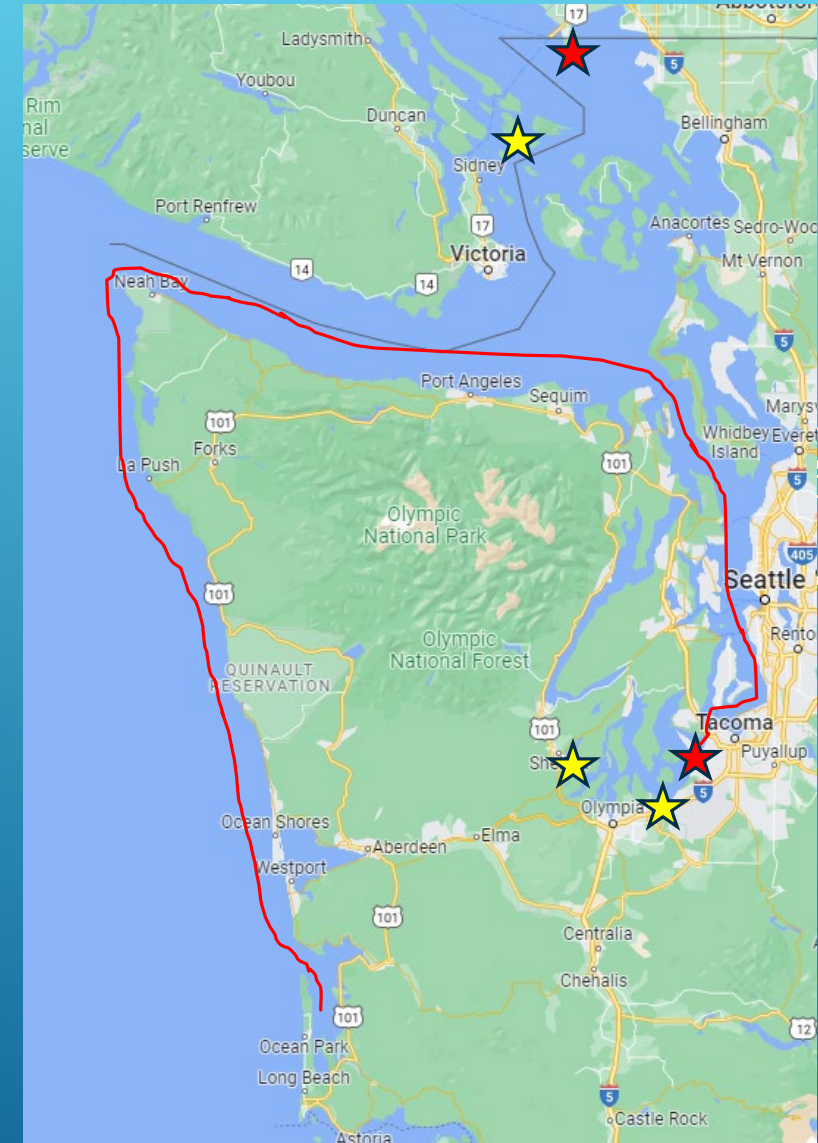 Abbotsfor
17
Ladysmith
5
Youbou
Rim
nal
serve
Duncan
Bellingham
Sidney
Port Renfrew
17
Anacortes Sedro-Woo
Victoria
Mt Vernon
14
14
Neah Bay
5
Port Angeles
Sequim
Marysv
101
Whidbey
Island
Everet
Forks
101
La Push
5
Olympic
National Park
405
Seattle
101
Rento
Olympic
National Forest
QUINAULT
RESERVATION
101
Tacoma
Puyallup
She
5
Olympia
Ocean Shores
Elma
Aberdeen
Westport
101
Centralia
Chehalis
101
12
Ocean Park
Long Beach
5
Castle Rock
Astoria